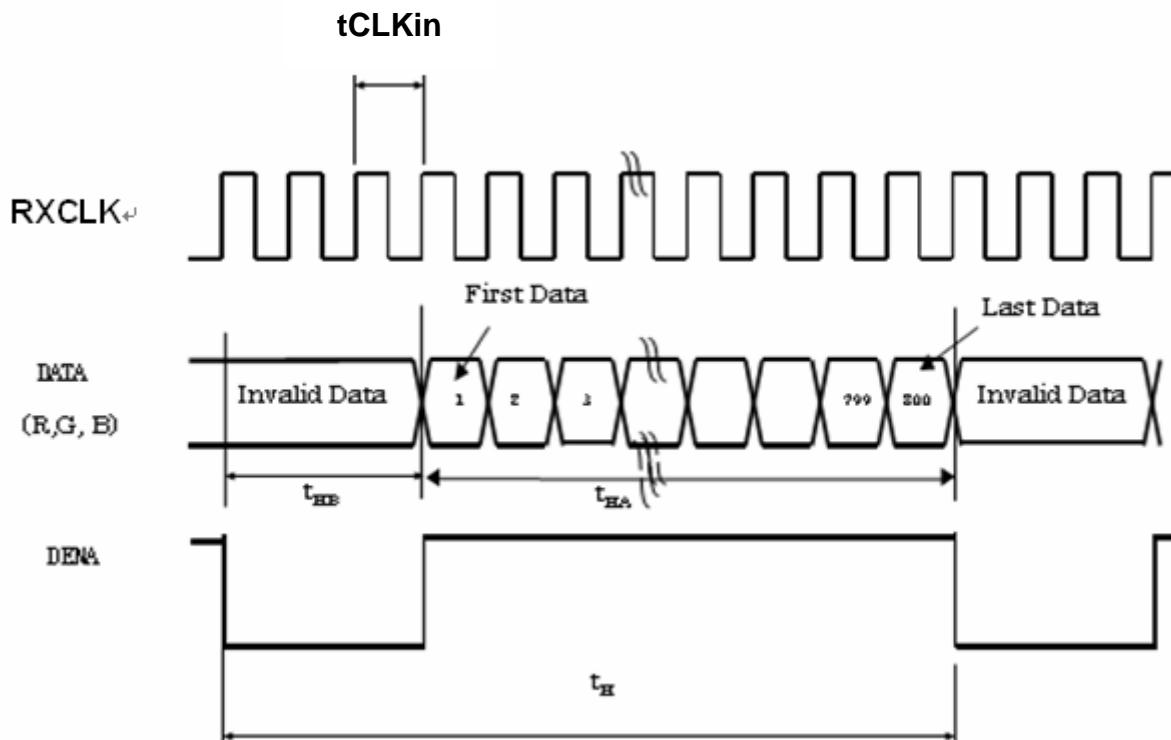 tCLKin
RXCLK↵
First Data
Last Data
DATA
(R,G, B)
Invalid Data
1
2
3
799
800
Invalid Data
tHB
tHA
DENA
tH